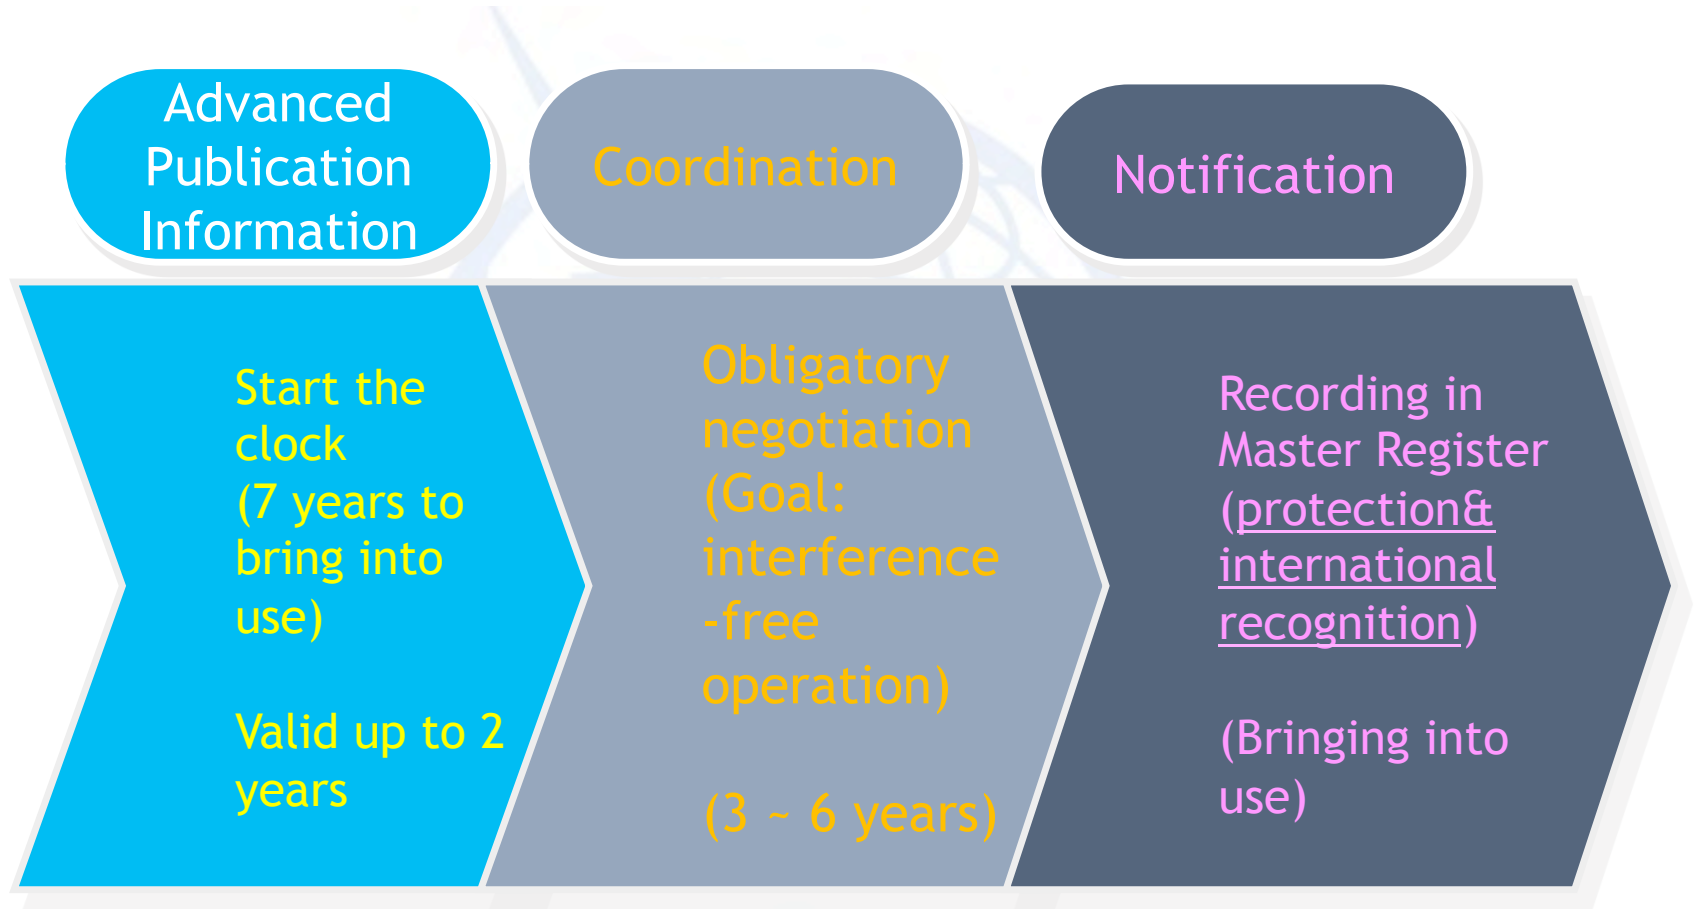 Advanced
Publication
Information
Coordination
Notification
Start the
clock
(7 years to
bring into
use)
Valid up to 2
years
Obligatory
negotiation
(Goal:
interference
-free
operation)
(3 ~ 6 years)
Recording in
Master Register
(protection&
international
recognition)
(Bringing into
use)